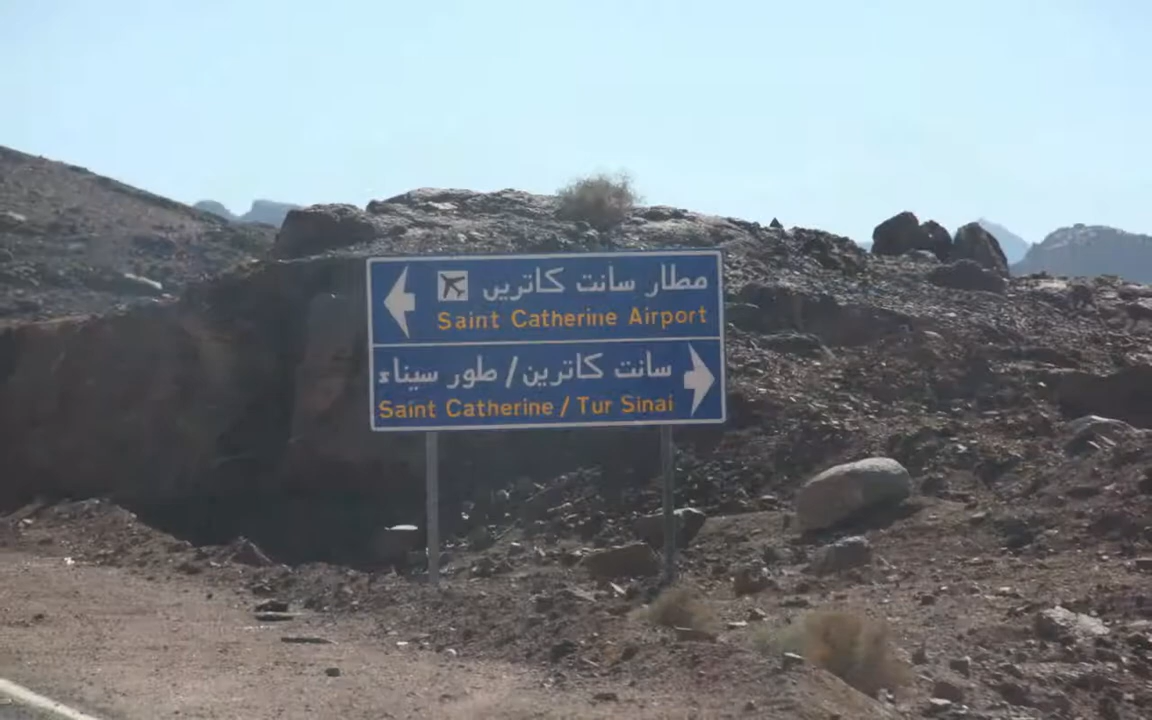 مطار سانت كاترين
Saint Catherine Airport
سانت كاترين / طور سيناء
Saint Catherine / Tur Sinai